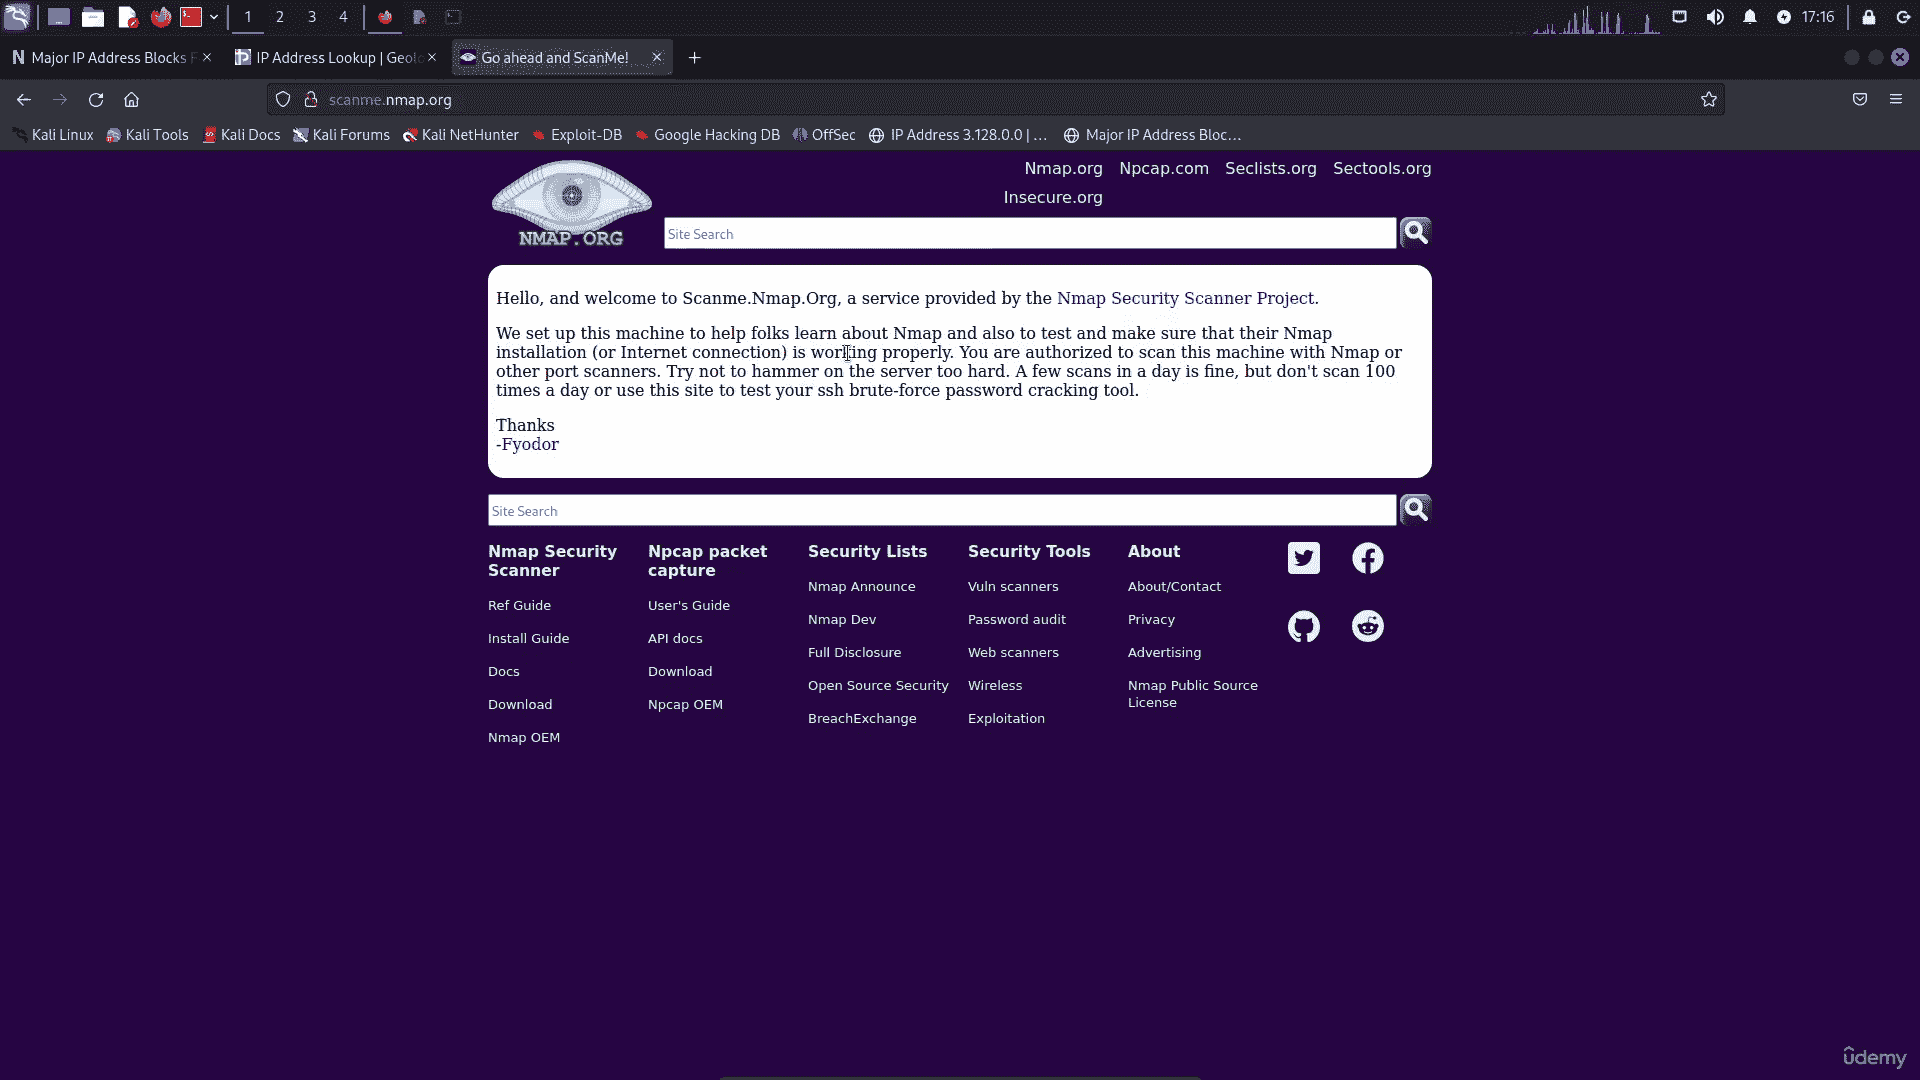 1 2 3 4 17:16
Major IP Address Blocks
IP Address Lookup | Geol
Go ahead and ScanMe!
scanme.nmap.org
Kali Linux Kali Tools Kali Docs Kali Forums Kali NetHunter Exploit-DB Google Hacking DB OffSec IP Address 3.128.0.0 | ... Major IP Address Bloc...
Nmap.org Npcap.com Seclists.org Sectools.org
Insecure.org
NMAP.ORG
Site Search
Hello, and welcome to Scanme.Nmap.Org, a service provided by the Nmap Security Scanner Project.
We set up this machine to help folks learn about Nmap and also to test and make sure that their Nmap
installation (or Internet connection) is working properly. You are authorized to scan this machine with Nmap or
other port scanners. Try not to hammer on the server too hard. A few scans in a day is fine, but don't scan 100
times a day or use this site to test your ssh brute-force password cracking tool.
Thanks
-Fyodor
Site Search
Nmap Security
Scanner
Ref Guide
Install Guide
Docs
Download
Nmap OEM
Npcap packet
capture
User's Guide
API docs
Download
Npcap OEM
Security Lists
Nmap Announce
Nmap Dev
Full Disclosure
Open Source Security
BreachExchange
Security Tools
Vuln scanners
Password audit
Web scanners
Wireless
Exploitation
About
About/Contact
Privacy
Advertising
Nmap Public Source
License
ûdemy